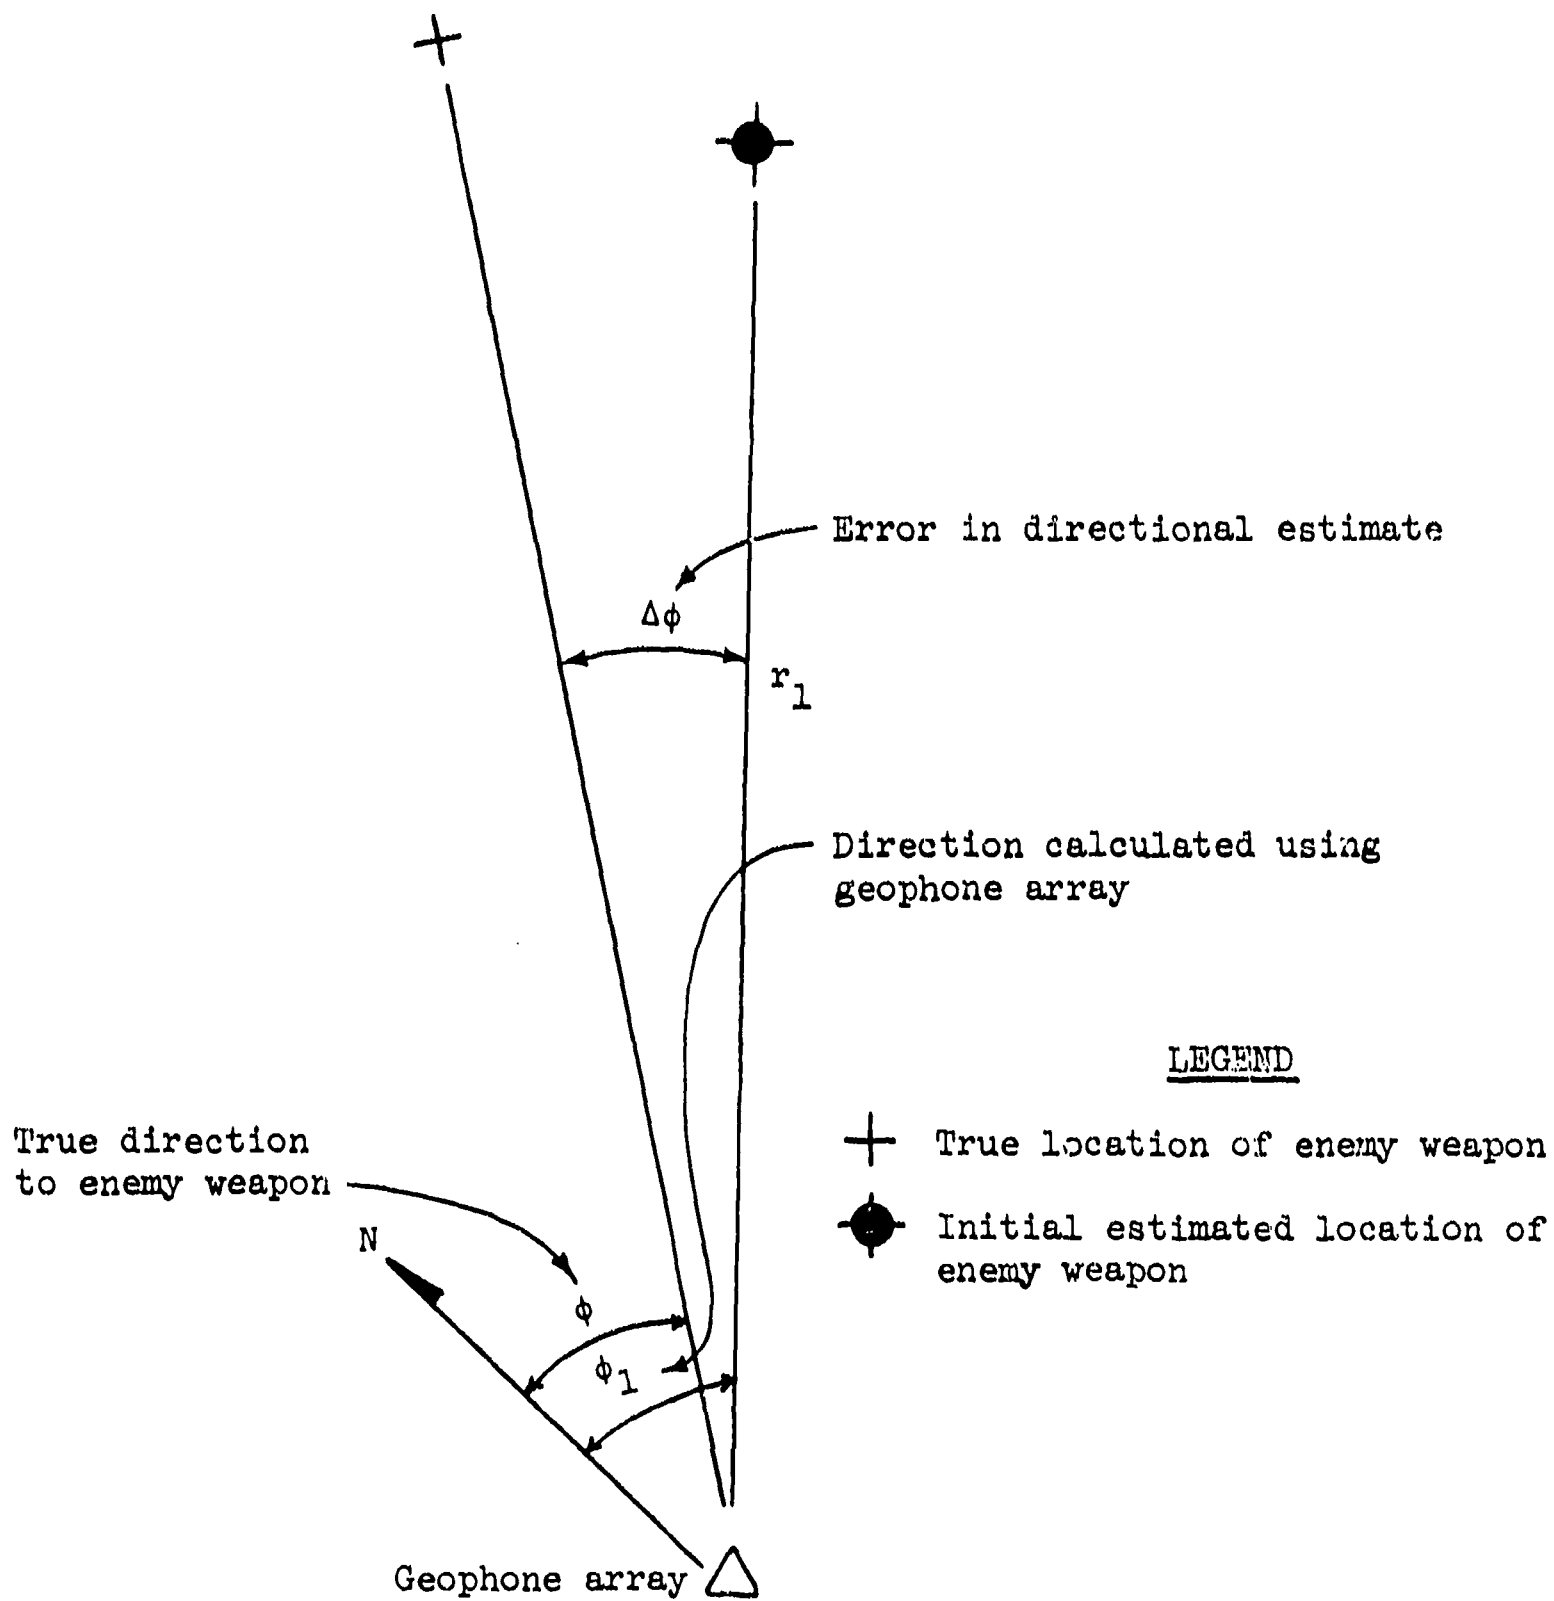 Error in directional estimate
Δϕ
r1
Direction calculated using
geophone array
LEGEND
True direction
to enemy weapon
True location of enemy weapon
N
Initial estimated location of
enemy weapon
ϕ
ϕ1
Geophone array